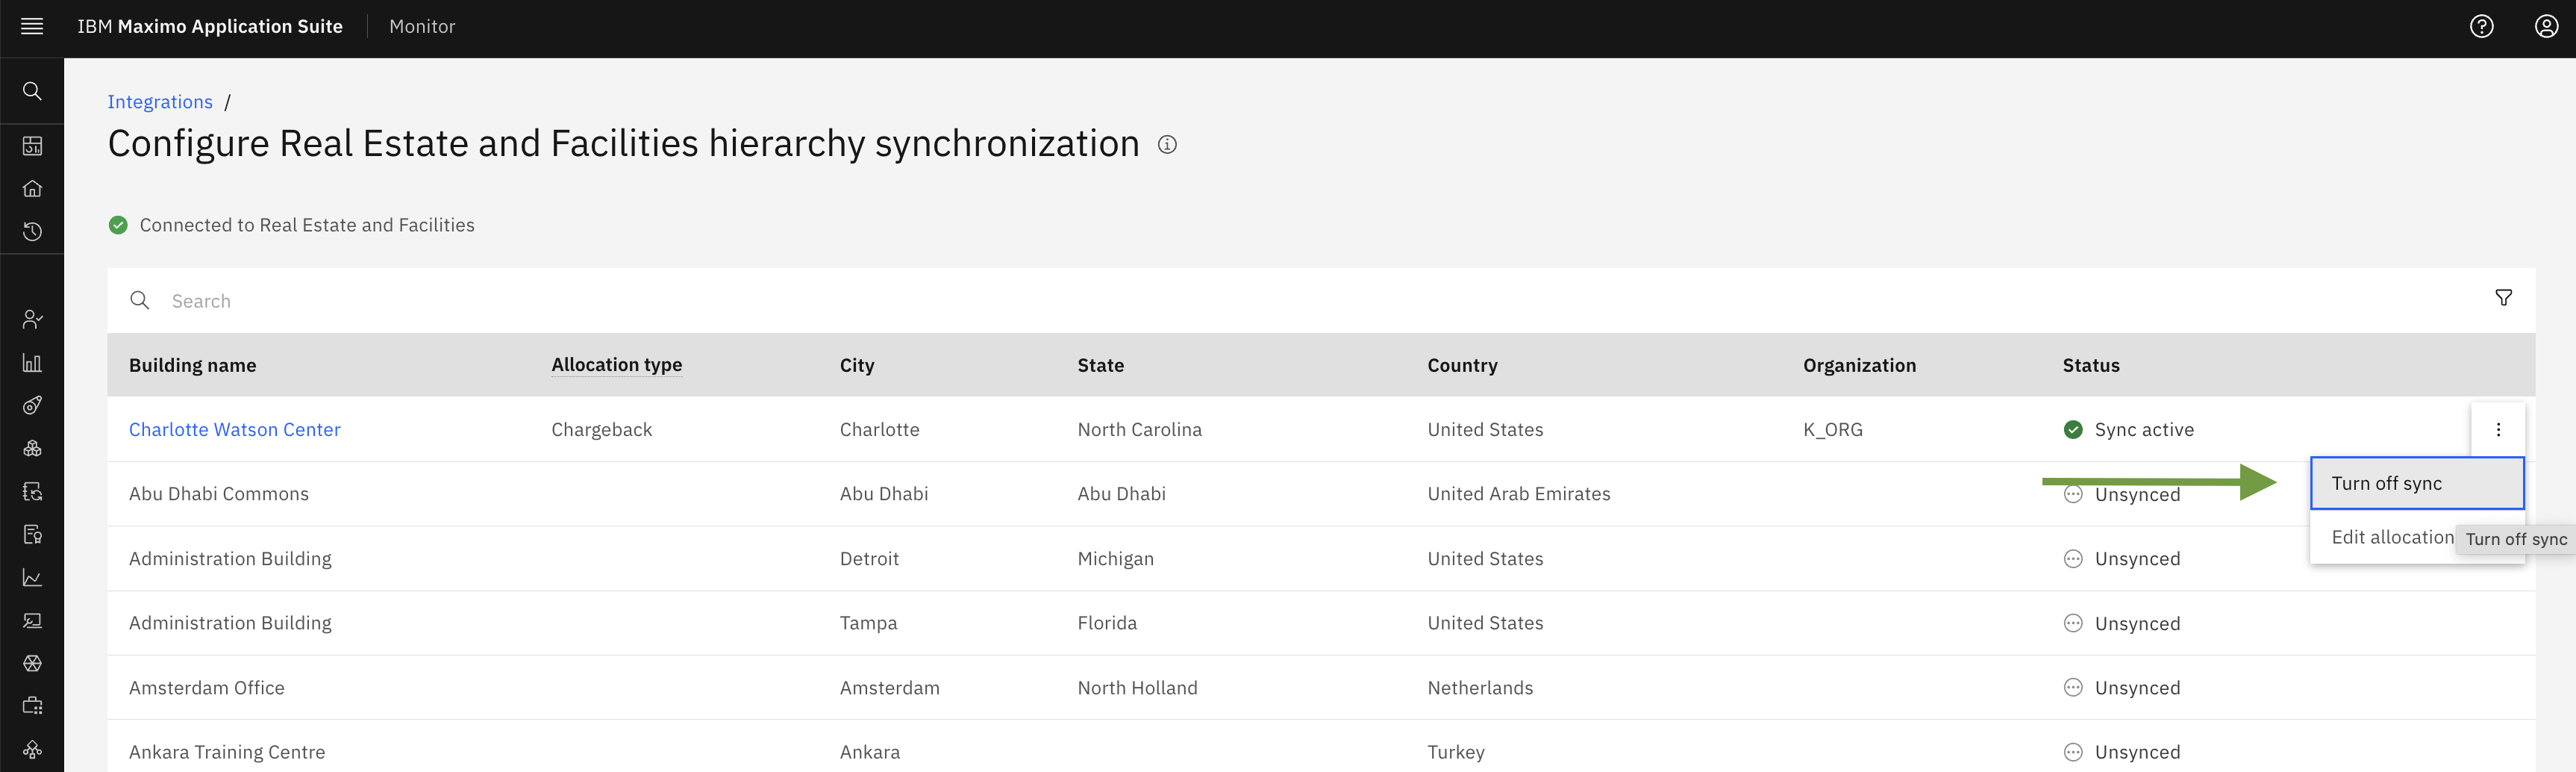 IBM Maximo Application Suite Monitor
Integrations /
Configure Real Estate and Facilities hierarchy synchronization
Connected to Real Estate and Facilities
Search
Building name Allocation type City State Country Organization Status
Charlotte Watson Center Chargeback Charlotte North Carolina United States K_ORG Sync active
Turn off sync
Abu Dhabi Commons Abu Dhabi Abu Dhabi United Arab Emirates Unsynced
Edit allocation Turn off sync
Administration Building Detroit Michigan United States Unsynced
Administration Building Tampa Florida United States Unsynced
Amsterdam Office Amsterdam North Holland Netherlands Unsynced
Ankara Training Centre Ankara Turkey Unsynced